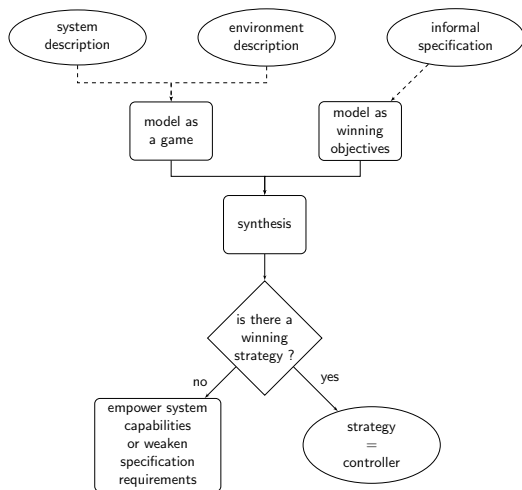 system
description
environment
description
informal
specification
model as
a game
model as
winning
objectives
synthesis
is there a
winning
strategy ?
no
yes
empower system
capabilities
or weaken
specification
requirements
strategy
=
controller